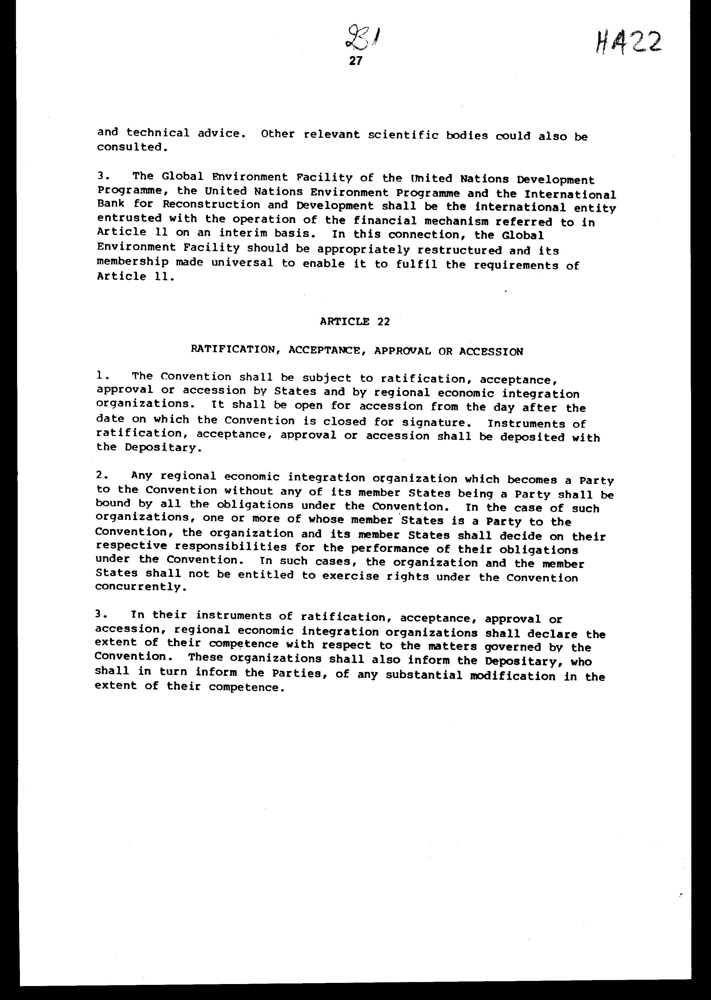 231
HA22
27
and technical advice. Other relevant scientific bodies could also be
consulted.
3. The Global Environment Facility of the United Nations Development
Programme, the United Nations Environment Programme and the International
Bank for Reconstruction and Development shall be the international entity
entrusted with the operation of the financial mechanism referred to in
Article 11 on an interim basis. In this connection, the Global
Environment Facility should be appropriately restructured and its
membership made universal to enable it to fulfil the requirements of
Article 11.
ARTICLE 22
RATIFICATION, ACCEPTANCE, APPROVAL OR ACCESSION
1. The Convention shall be subject to ratification, acceptance,
approval or accession by States and by regional economic integration
organizations. It shall be open for accession from the day after the
date on which the Convention is closed for signature. Instruments of
ratification, acceptance, approval or accession shall be deposited with
the Depositary.
2. Any regional economic integration organization which becomes a Party
to the Convention without any of its member States being a Party shall be
bound by all the obligations under the Convention. In the case of such
organizations, one or more of whose member States is a Party to the
Convention, the organization and its member States shall decide on their
respective responsibilities for the performance of their obligations
under the Convention. In such cases, the organization and the member
States shall not be entitled to exercise rights under the Convention
concurrently.
3. In their instruments of ratification, acceptance, approval or
accession, regional economic integration organizations shall declare the
extent of their competence with respect to the matters governed by the
Convention. These organizations shall also inform the Depositary, who
shall in turn inform the Parties, of any substantial modification in the
extent of their competence.